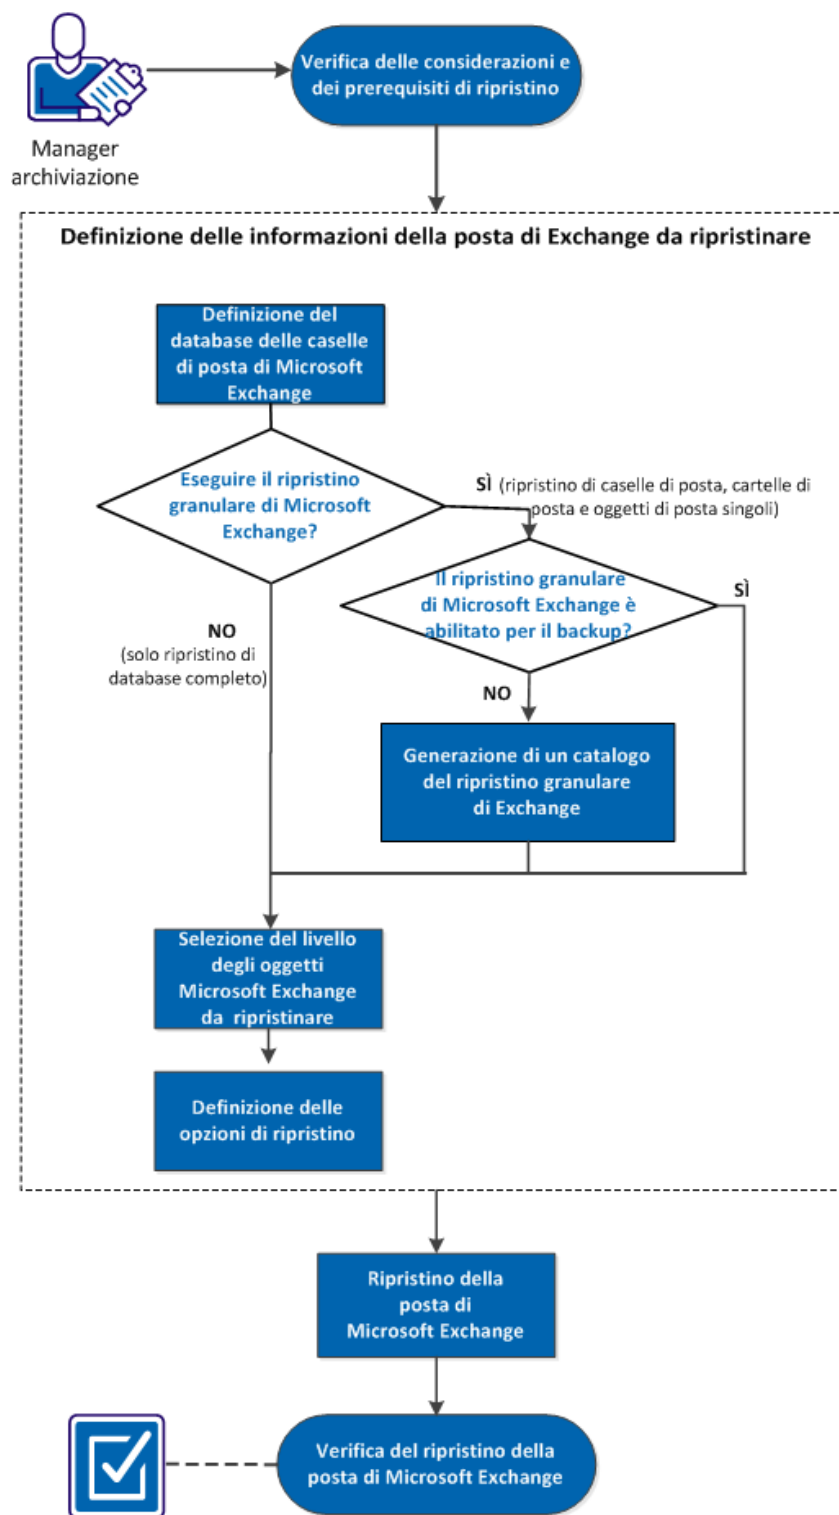 Verifica delle considerazioni e
dei prerequisiti di ripristino
Manager
archiviazione
Definizione delle informazioni della posta di Exchange da ripristinare
Definizione del
database delle caselle
di posta di Microsoft
Exchange
Eseguire il ripristino
granulare di Microsoft
Exchange?
SÌ (ripristino di caselle di posta, cartelle di
posta e oggetti di posta singoli)
Il ripristino granulare
di Microsoft Exchange è
abilitato per il backup?
SÌ
NO
(solo ripristino di
database completo)
NO
Generazione di un catalogo
del ripristino granulare
di Exchange
Selezione del livello
degli oggetti
Microsoft Exchange
da ripristinare
Definizione delle
opzioni di ripristino
Ripristino della
posta di
Microsoft Exchange
Verifica del ripristino della
posta di Microsoft Exchange